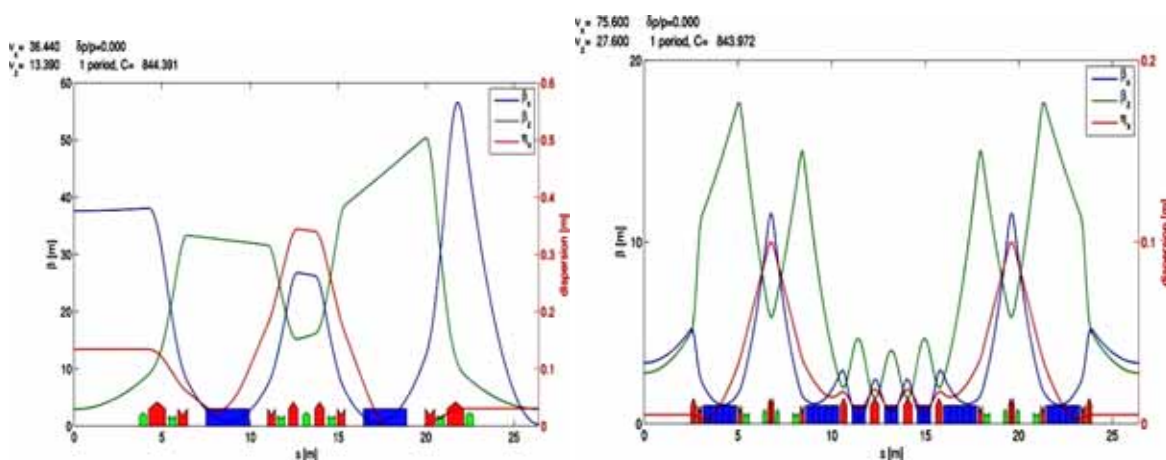 νx= 36.440 δp/p=0.000
νz= 13.390 1 period, C= 844.391
60
50
40
30
20
10
0
β [m]
0 5 10 15 20 25
s [m]
0.6
0.5
0.4
0.3
0.2
0.1
0
dispersion [m]
βx
βz
ηx
νx= 75.600 δp/p=0.000
νz= 27.600 1 period, C= 843.972
20
10
0
β [m]
0 5 10 15 20 25
s [m]
0.2
0.1
0
dispersion [m]
βx
βz
ηx